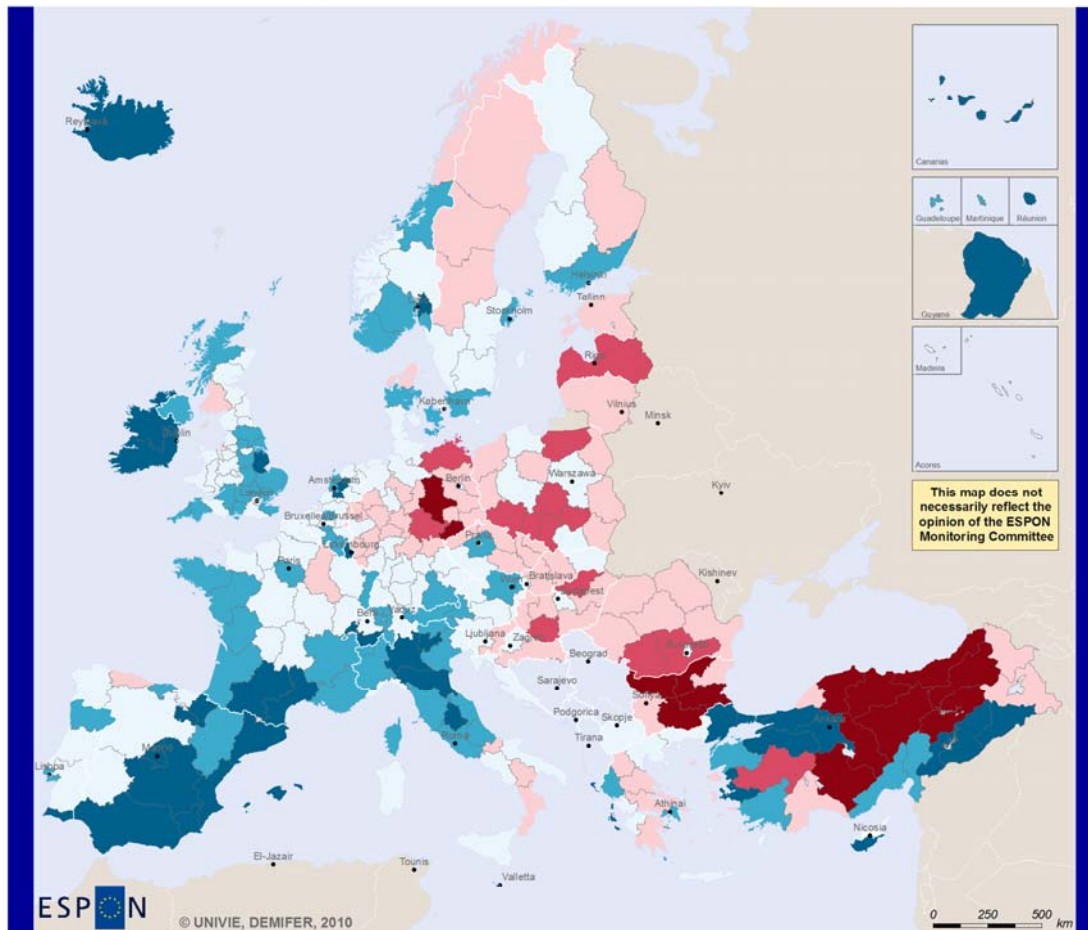 Reykjavik
Canarias
Guadeloupe
Martinique
Réunion
Guyane
Madeira
Acores
This map does not
necessarily reflect the
opinion of the ESPON
Monitoring Committee
Helsinki
Tallinn
Stockholm
Riga
København
Vilnius
Minsk
Dublin
Amsterdam
Berlin
Warszawa
London
Kyiv
Bruxelles/Brussel
Luxembourg
Praha
Paris
Wien
Bratislava
Budapest
Kishinev
Bern
Vaduz
Ljubljana
Zagreb
Beograd
Bucuresti
Sarajevo
Sofiya
Podgorica
Skopje
Roma
Tirana
Ankara
Madrid
Lisboa
Athinai
Nicosia
El-Jazair
Tounis
Valletta
ESPON
© UNIVIE, DEMIFER, 2010
0 250 500
km